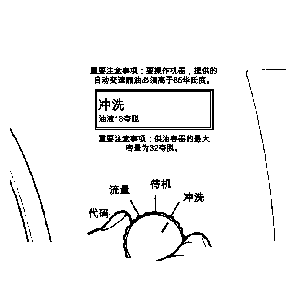 重要注意事项：要操作机器，提供的
自动变速箱油必须高于65华氏度。
冲洗
油液*8夸脱
重要注意事项：供油容器的最大
容量为32夸脱。
待机
流量
冲洗
代码